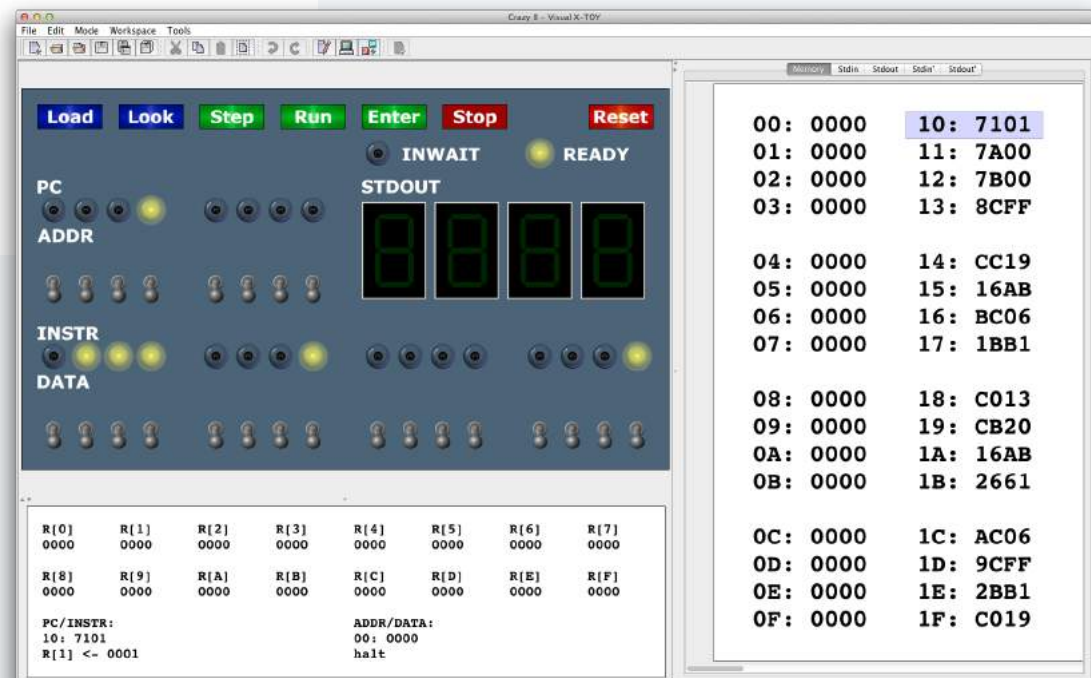 Crazy 8 – Visual X-TOY
File Edit Mode Workspace Tools
Memory Stdin Stdout Stdin' Stdout'
Load Look Step Run Enter Stop Reset
INWAIT READY
PC
STDOUT
ADDR
INSTR
DATA
R[0] R[1] R[2] R[3] R[4] R[5] R[6] R[7]
0000 0000 0000 0000 0000 0000 0000 0000
R[8] R[9] R[A] R[B] R[C] R[D] R[E] R[F]
0000 0000 0000 0000 0000 0000 0000 0000
PC/INSTR: ADDR/DATA:
10: 7101 00: 0000
R[1] <- 0001 halt
00: 0000 10: 7101
01: 0000 11: 7A00
02: 0000 12: 7B00
03: 0000 13: 8CFF
04: 0000 14: CC19
05: 0000 15: 16AB
06: 0000 16: BC06
07: 0000 17: 1BB1
08: 0000 18: C013
09: 0000 19: CB20
0A: 0000 1A: 16AB
0B: 0000 1B: 2661
0C: 0000 1C: AC06
0D: 0000 1D: 9CFF
0E: 0000 1E: 2BB1
0F: 0000 1F: C019